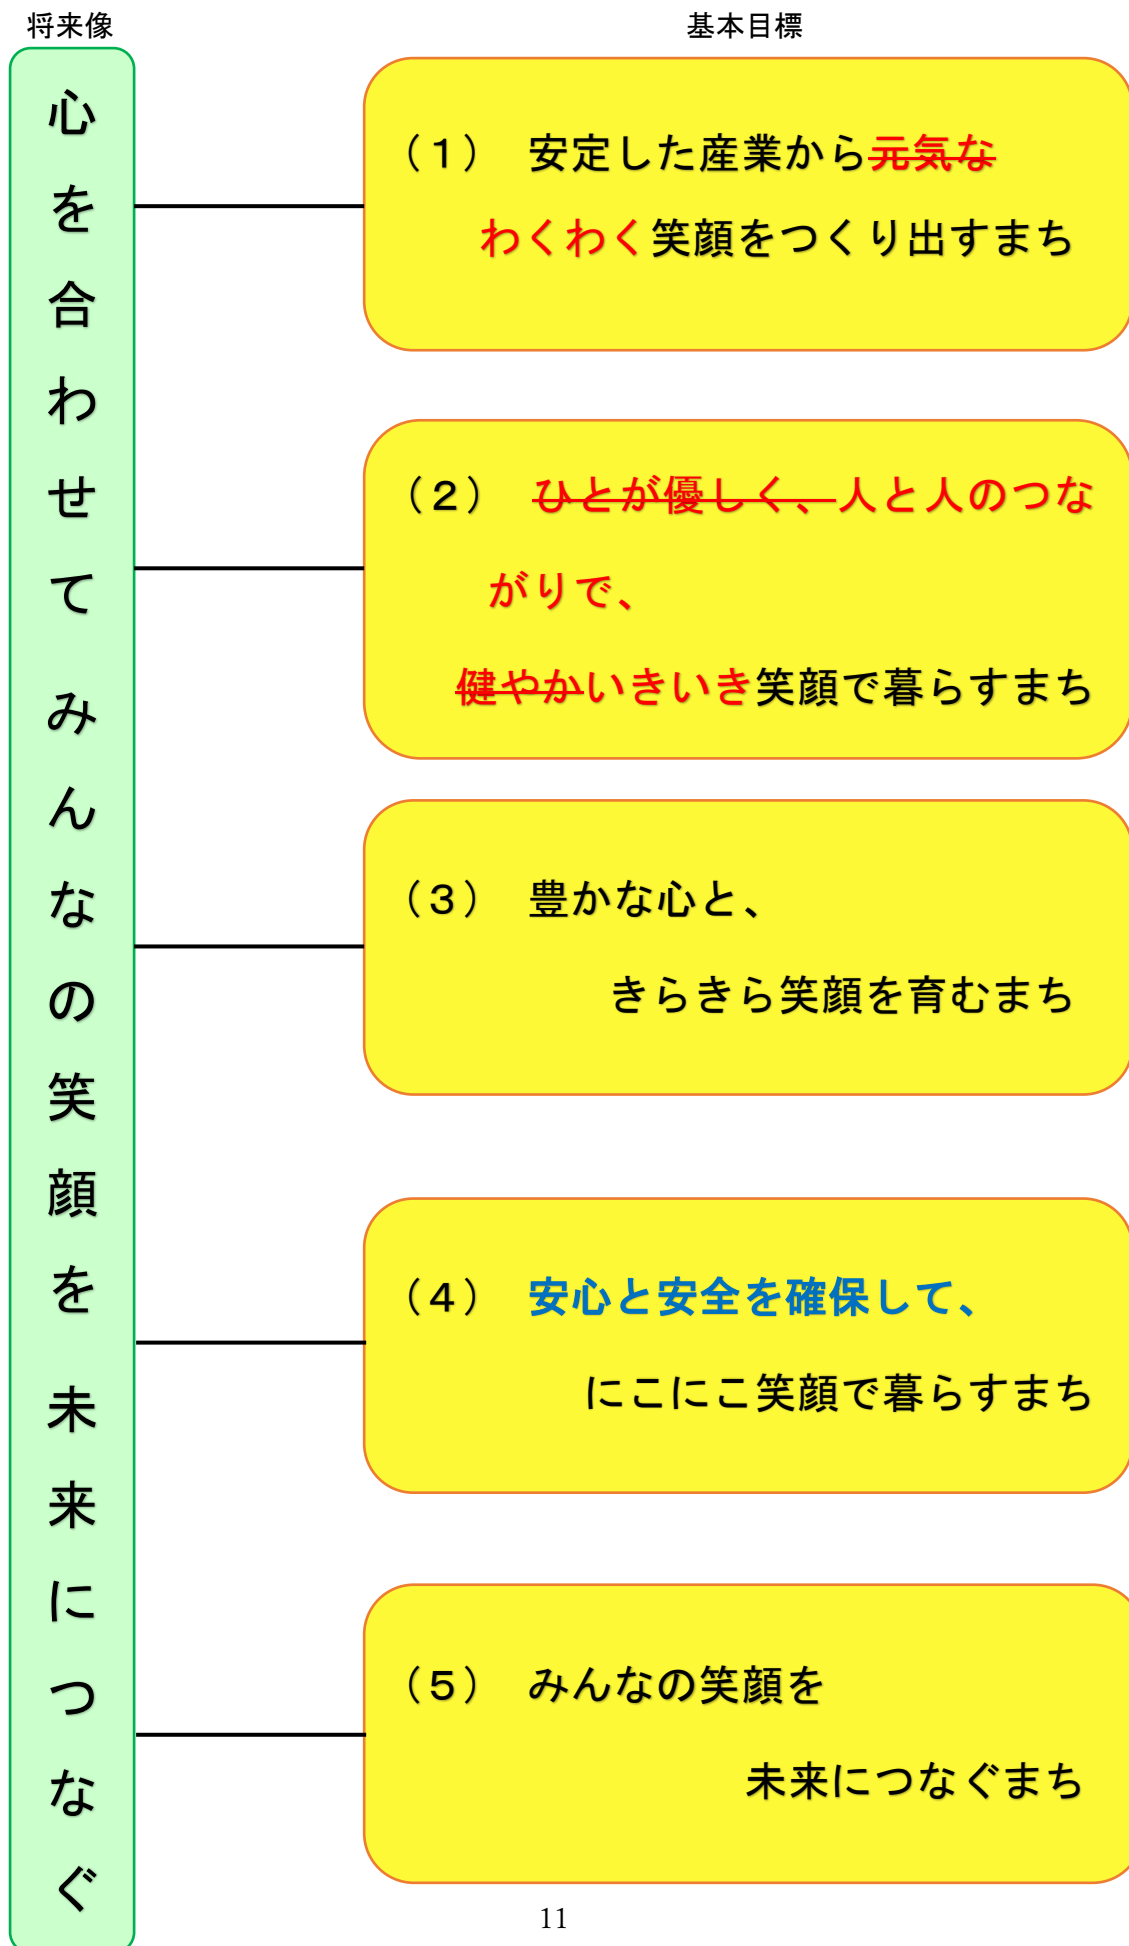 将来像
基本目標
心を合わせて みんなの笑顔を 未来につなぐ
（１） 安定した産業から元気な
わくわく笑顔をつくり出すまち
（２） ひとが優しく、人と人のつな
がりで、
健やかいきいき笑顔で暮らすまち
（３） 豊かな心と、
きらきら笑顔を育むまち
（４） 安心と安全を確保して、
にこにこ笑顔で暮らすまち
（５） みんなの笑顔を
未来につなぐまち
11